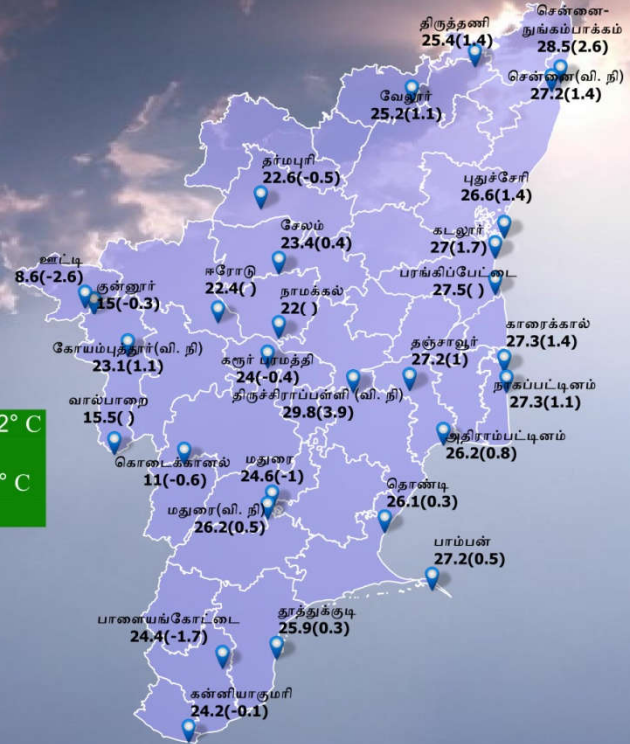 சென்னை-
நுங்கம்பாக்கம்
28.5(2.6)
திருத்தணி
25.4(1.4)
சென்னை(வி. நி)
27.2(1.4)
வேலூர்
25.2(1.1)
தர்மபுரி
22.6(-0.5)
புதுச்சேரி
26.6(1.4)
சேலம்
23.4(0.4)
கடலூர்
27(1.7)
ஊட்டி
8.6(-2.6)
குன்னூர்
15(-0.3)
ஈரோடு
22.4( )
நாமக்கல்
22( )
பரங்கிப்பேட்டை
27.5( )
காரைக்கால்
27.3(1.4)
கோயம்புத்தூர்(வி. நி)
23.1(1.1)
கரூர் பரமத்தி
24(-0.4)
தஞ்சாவூர்
27.2(1)
திருச்சிராப்பள்ளி (வி. நி)
29.8(3.9)
நாகப்பட்டினம்
27.3(1.1)
வால்பாறை
15.5( )
2° C
° C
அதிராம்பட்டினம்
26.2(0.8)
கொடைக்கானல்
11(-0.6)
மதுரை
24.6(-1)
மதுரை(வி. நி)
26.2(0.5)
தொண்டி
26.1(0.3)
பாம்பன்
27.2(0.5)
பாளையங்கோட்டை
24.4(-1.7)
தூத்துக்குடி
25.9(0.3)
கன்னியாகுமரி
24.2(-0.1)